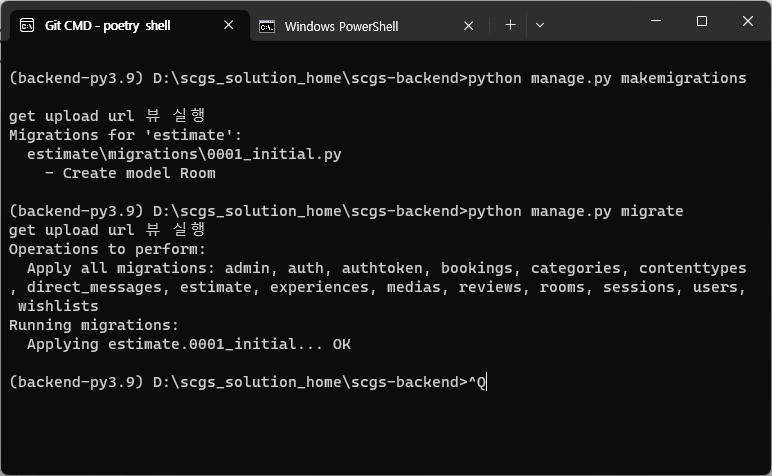 Git CMD - poetry shell
Windows PowerShell
(backend-py3.9) D:\scgs_solution_home\scgs-backend>python manage.py makemigrations
get upload url 뷰 실행
Migrations for 'estimate':
  estimate\migrations\0001_initial.py
    - Create model Room
(backend-py3.9) D:\scgs_solution_home\scgs-backend>python manage.py migrate
get upload url 뷰 실행
Operations to perform:
  Apply all migrations: admin, auth, authtoken, bookings, categories, contenttypes
, direct_messages, estimate, experiences, medias, reviews, rooms, sessions, users,
 wishlists
Running migrations:
  Applying estimate.0001_initial... OK
(backend-py3.9) D:\scgs_solution_home\scgs-backend>^Q